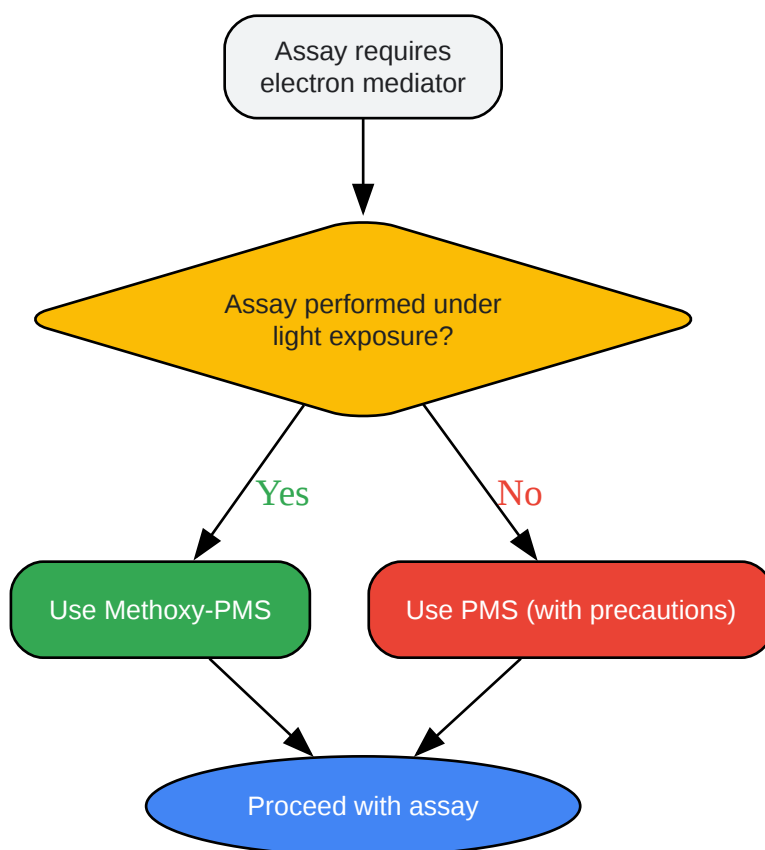 Assay requires
electron mediator
Assay performed under
light exposure?
Yes
No
Use Methoxy-PMS
Use PMS (with precautions)
Proceed with assay